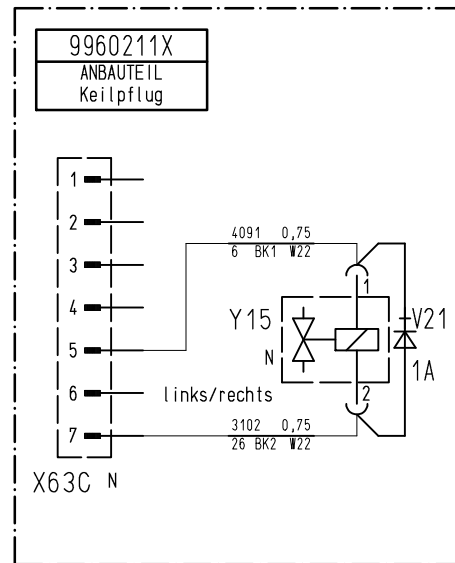 9960211X
ANBAUTEIL
Keilpflug
1
2
3
4
5
6
7
links/rechts
X63C N
4091 0,75
6 BK1 W22
1
Y15
N
V21
1A
2
3102 0,75
26 BK2 W22